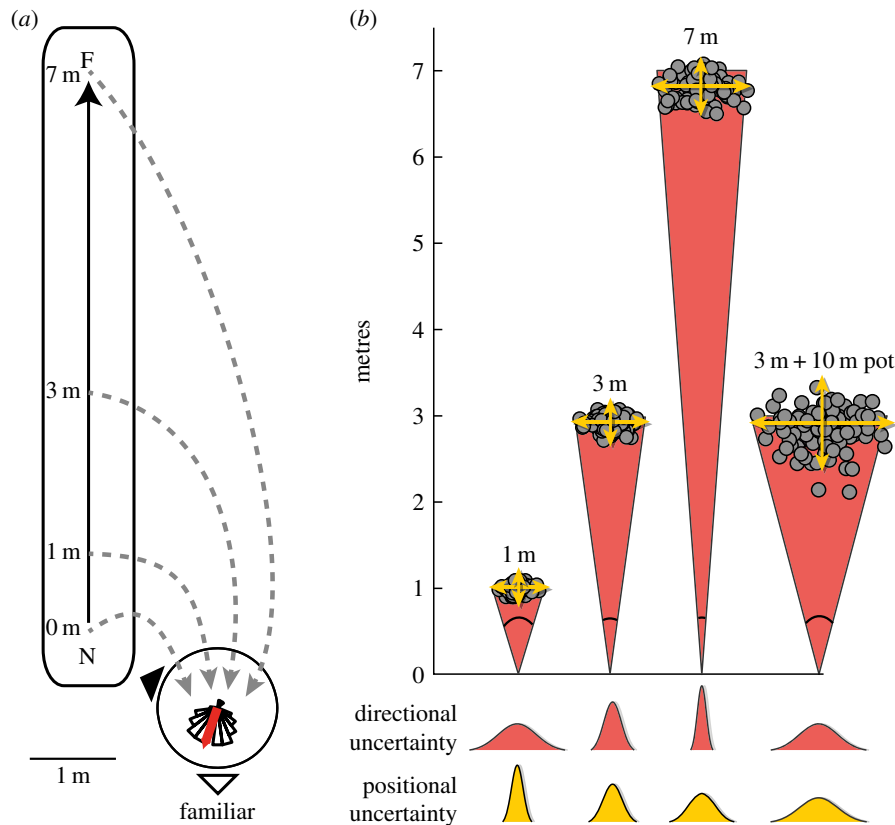 (a)
F
7 m
3 m
1 m
0 m
N
1 m
familiar
(b)
metres
7
6
5
4
3
2
1
0
1 m
3 m
7 m
3 m + 10 m pot
directional
uncertainty
positional
uncertainty